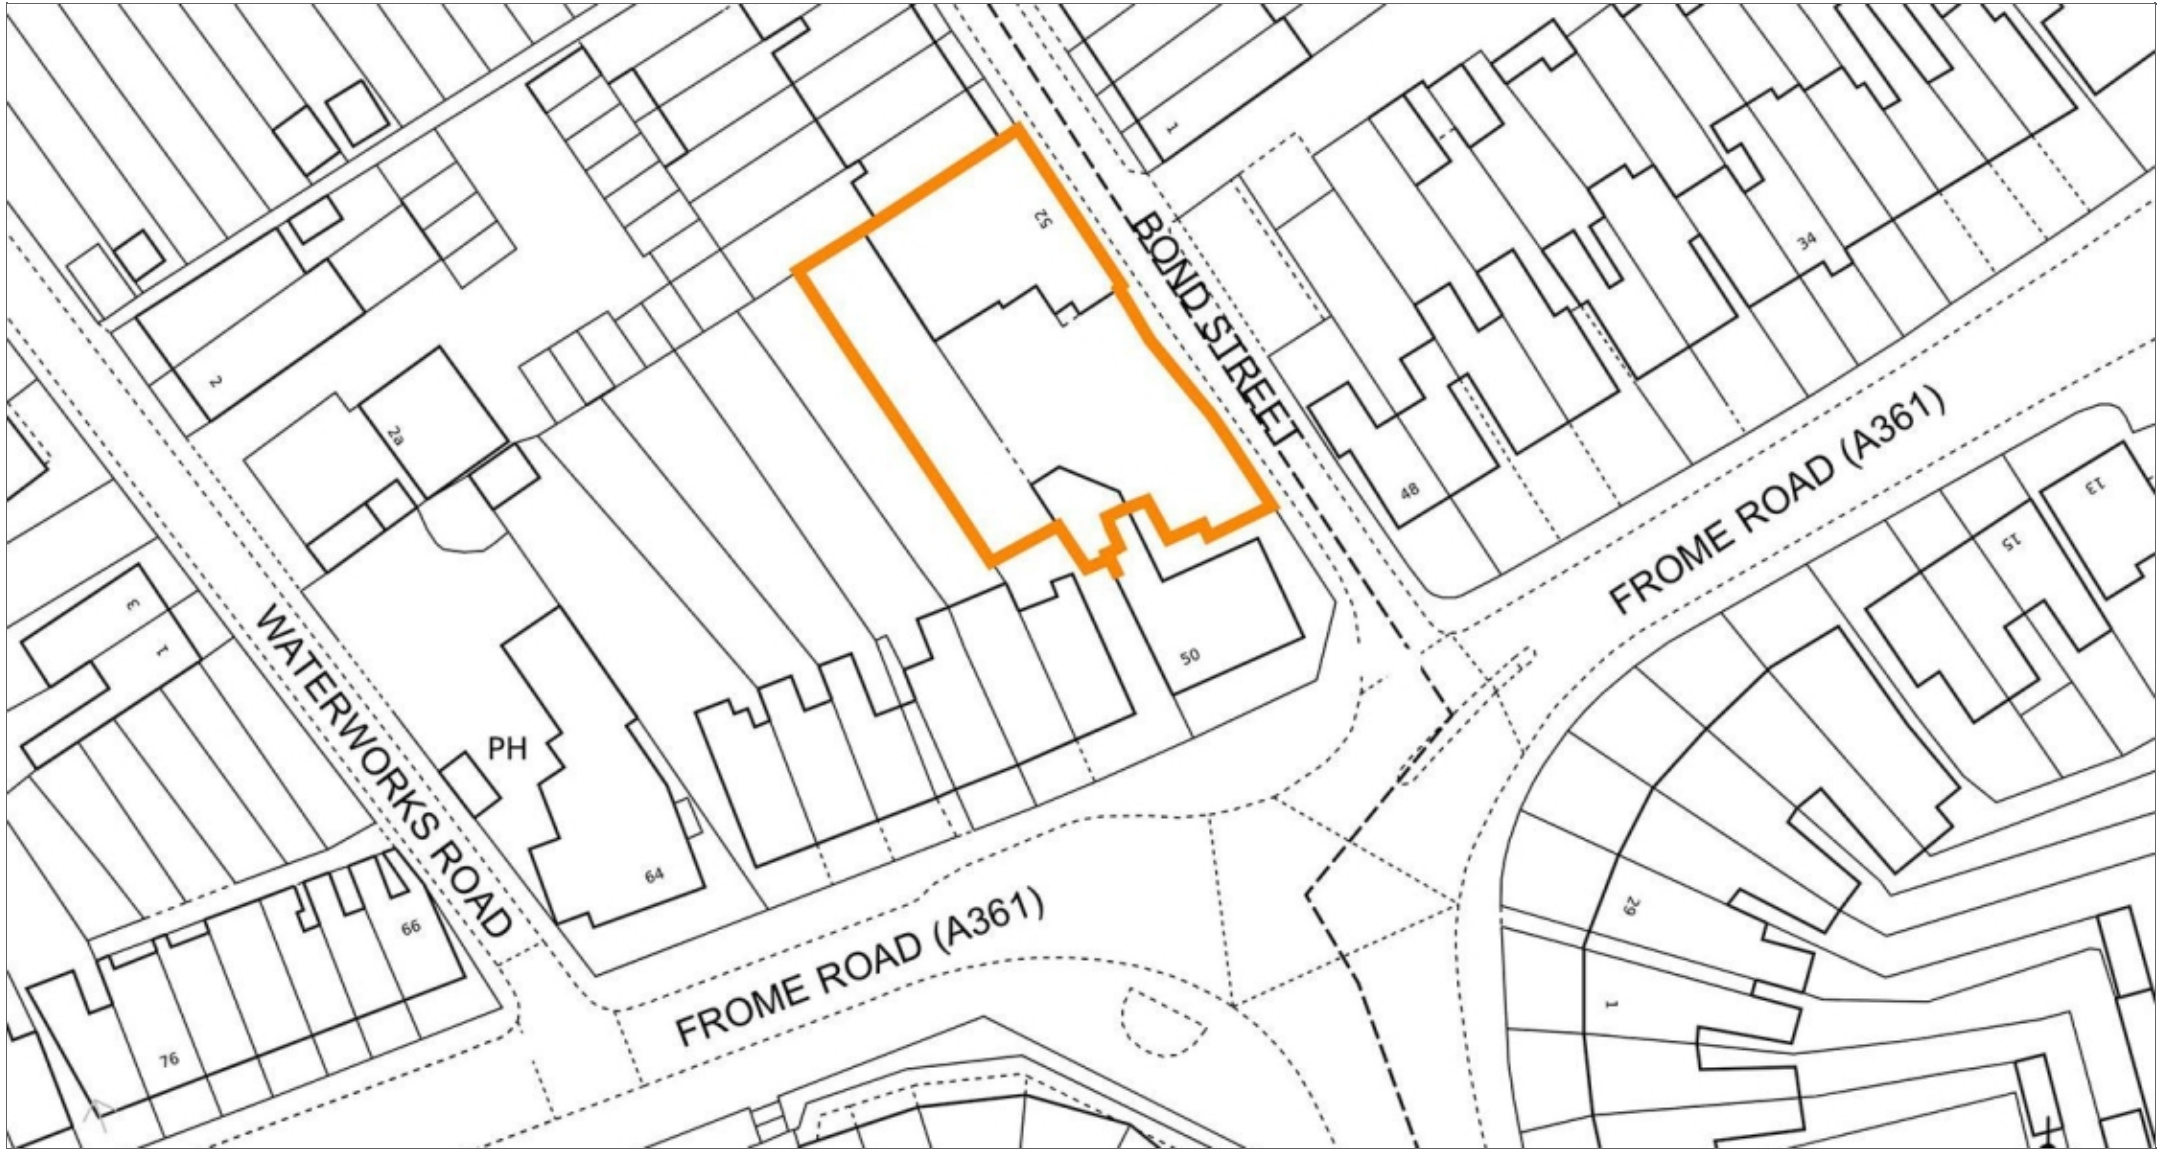 1
52
BOND STREET
34
2
2a
48
FROME ROAD (A361)
13
15
3
1
WATERWORKS ROAD
50
PH
64
29
66
FROME ROAD (A361)
1
76